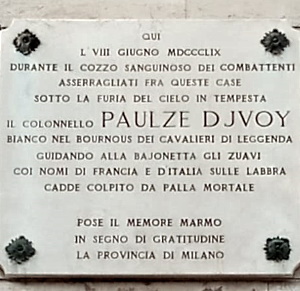 QUI
L VIII GIUGNO MDCCCLIX
DURANTE IL COZZO SANGUINOSO DEI COMBATTENTI
ASSERRAGLIATI FRA QUESTE CASE
SOTTO LA FURIA DEL CIELO IN TEMPESTA
IL COLONNELLO PAULZE DJVOY
BIANCO NEL BOURNOUS DEI CAVALIERI DI LEGGENDA
GUIDANDO ALLA BAJONETTA GLI ZUAVI
COI NOMI DI FRANCIA E D'ITALIA SULLE LABBRA
CADDE COLPITO DA PALLA MORTALE
POSE IL MEMORE MARMO
IN SEGNO DI GRATITUDINE
LA PROVINCIA DI MILANO